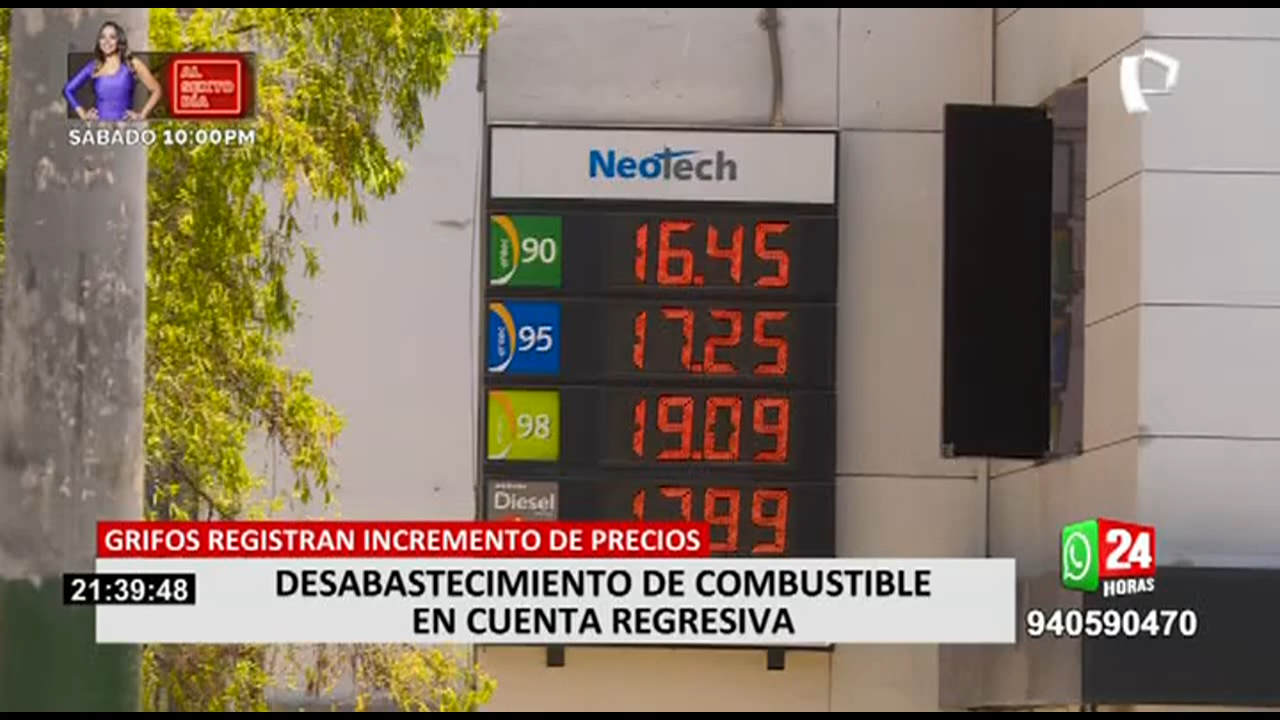 AL
SEXTO
DÍA
SÁBADO 10:00PM
NeoTech
90 16.45
95 17.25
98 19.09
Diesel 17.99
GRIFOS REGISTRAN INCREMENTO DE PRECIOS
21:39:48
DESABASTECIMIENTO DE COMBUSTIBLE
EN CUENTA REGRESIVA
24
HORAS
940590470